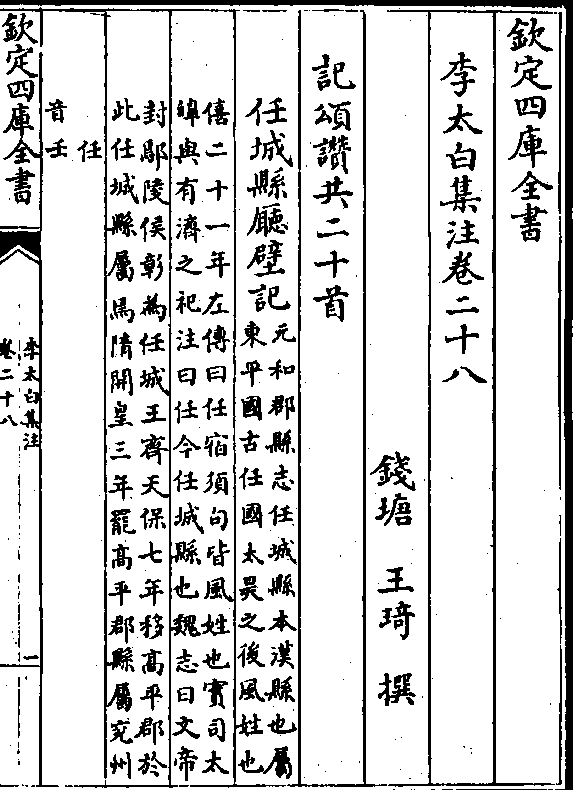 欽定四庫全書
李太白集注卷二十八
錢塘 王琦 撰
記頌讚共二十首
任城縣廳壁記
元和郡縣志任城縣本漢縣也屬
東平國古任國太昊之後風姓也
僖二十一年左傳曰任宿須句皆風姓也實司太
皥與有濟之祀注曰任今任城縣也魏志曰文帝
封鄢陵侯彰為任城王齊天保七年移髙平郡於
此任城縣屬焉隋開皇三年罷髙平郡縣屬兖州
任
音壬
欽定四庫全書
李太白集注
卷二十八
一